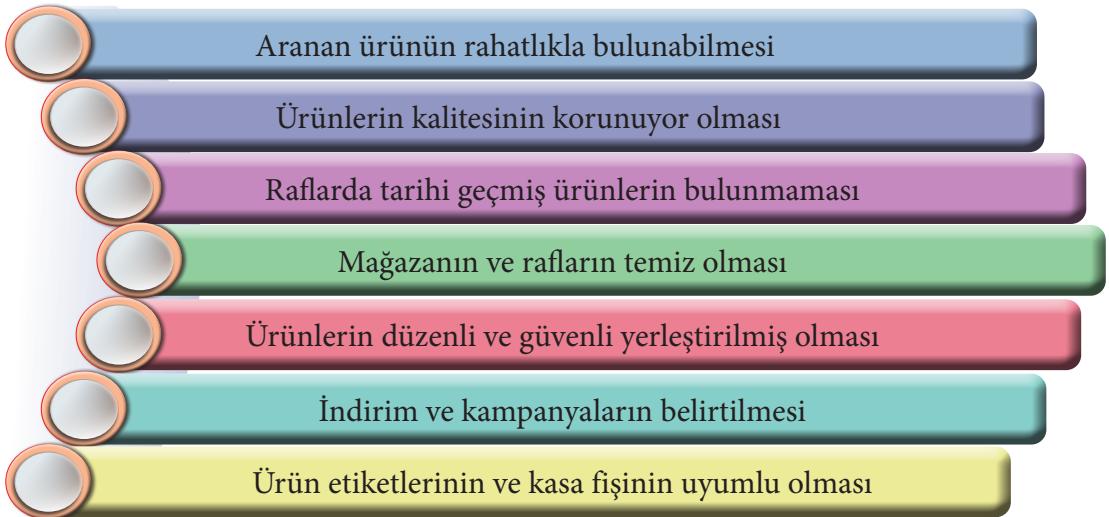 Aranan ürünün rahatlıkla bulunabilmesi
Ürünlerin kalitesinin korunuyor olması
Raflarda tarihi geçmiş ürünlerin bulunmaması
Mağazanın ve rafların temiz olması
Ürünlerin düzenli ve güvenli yerleştirilmiş olması
İndirim ve kampanyaların belirtilmesi
Ürün etiketlerinin ve kasa fişinin uyumlu olması